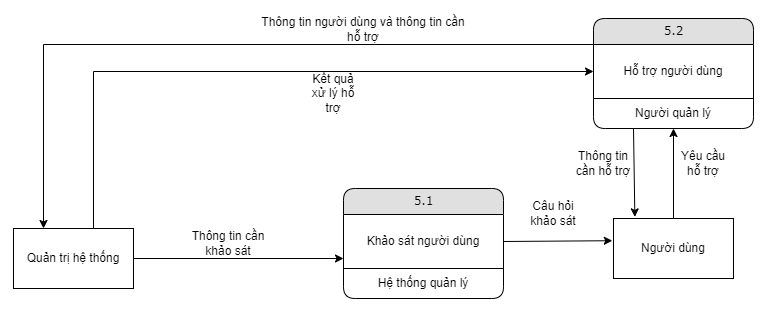 Thông tin người dùng và thông tin cần
hỗ trợ
5.2
Hỗ trợ người dùng
Người quản lý
Kết quả
xử lý hỗ
trợ
Thông tin
cần hỗ trợ
Yêu cầu
hỗ trợ
5.1
Khảo sát người dùng
Hệ thống quản lý
Câu hỏi
khảo sát
Thông tin cần
khảo sát
Quản trị hệ thống
Người dùng